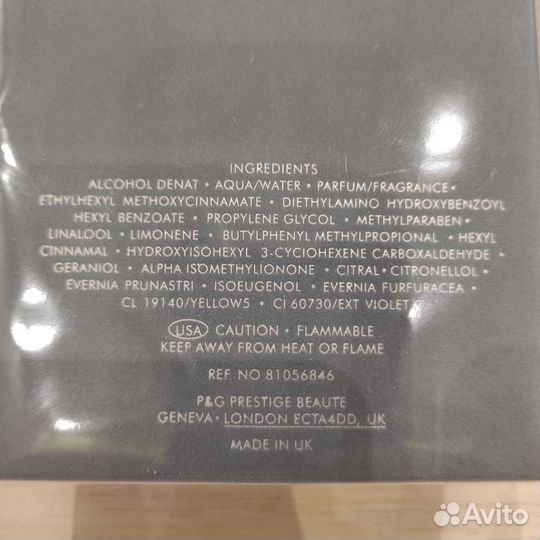 INGREDIENTS
ALCOHOL DENAT • AQUA/WATER • PARFUM/FRAGRANCE •
ETHYLHEXYL METHOXYCINNAMATE • DIETHYLAMINO HYDROXYBENZOYL
HEXYL BENZOATE • PROPYLENE GLYCOL • METHYLPARABEN •
LINALOOL • LIMONENE • BUTYLPHENYL METHYLPROPIONAL • HEXYL
CINNAMAL • HYDROXYISOHEXYL 3-CYCIOHEXENE CARBOXALDEHYDE •
GERANIOL • ALPHA ISOMETHYLIONONE • CITRAL • CITRONELLOL •
EVERNIA PRUNASTRI • ISOEUGENOL • EVERNIA FURFURACEA •
CL 19140/YELLOW5 • CI 60730/EXT VIOLET
USA CAUTION • FLAMMABLE
KEEP AWAY FROM HEAT OR FLAME
REF. NO 81056846
P&G PRESTIGE BEAUTE
GENEVA • LONDON ECTA4DD, UK
MADE IN UK
Avito